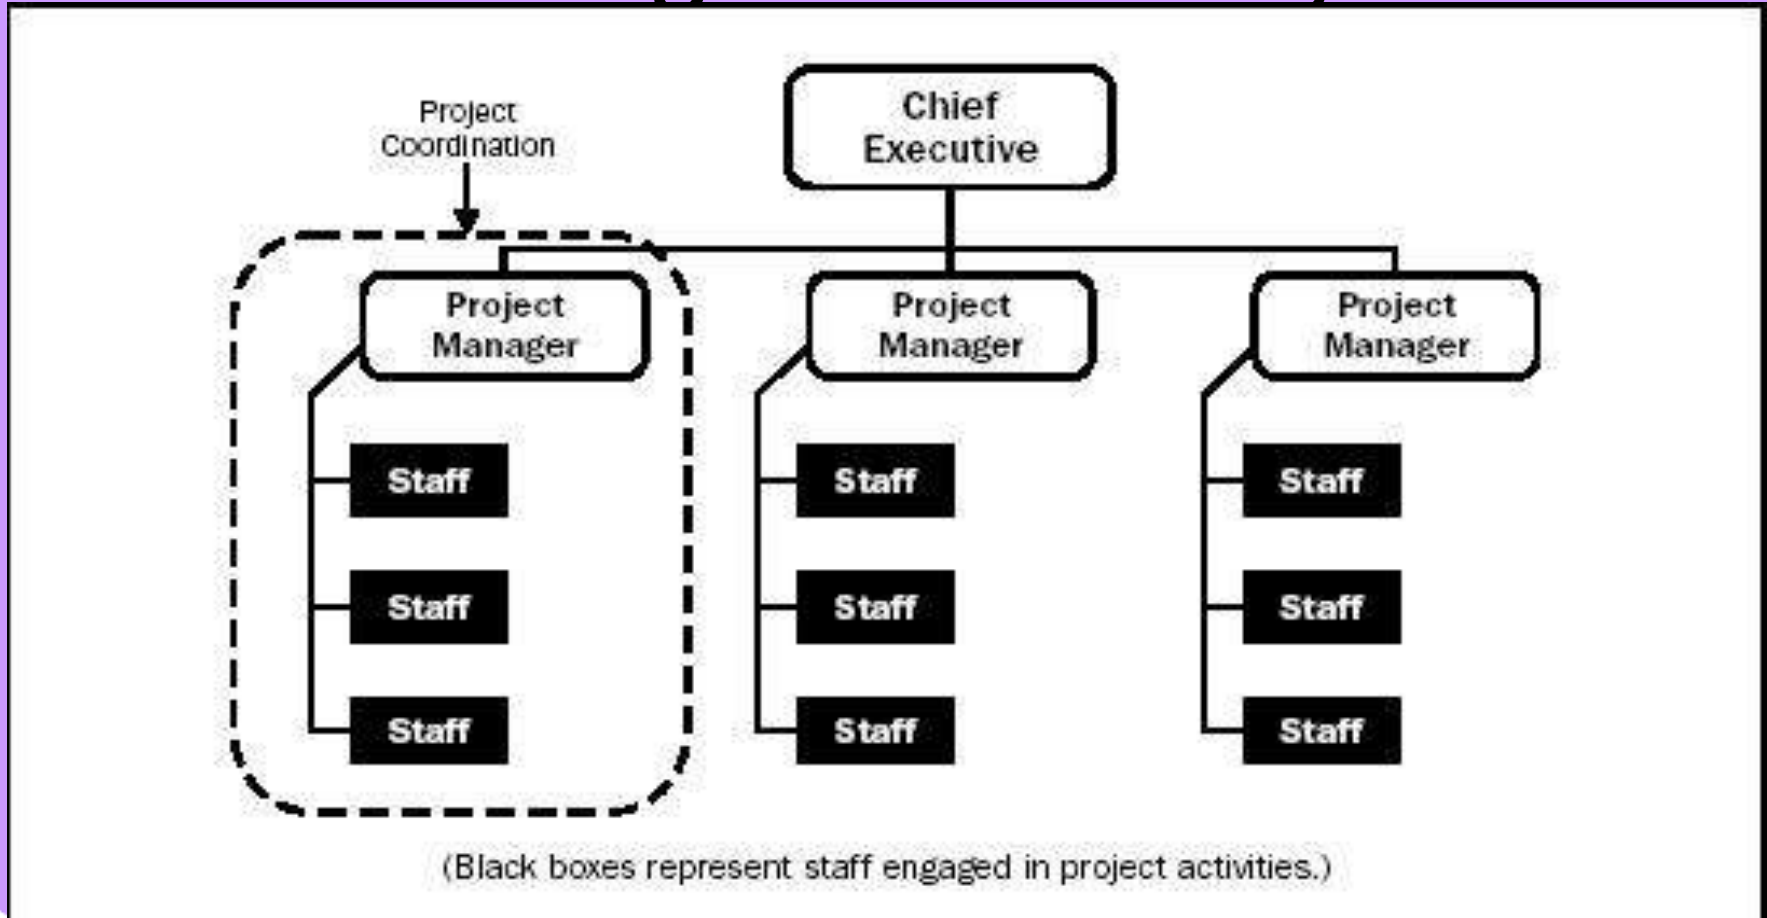 Project
Coordination
Chief
Executive
Project
Manager
Project
Manager
Project
Manager
Staff
Staff
Staff
Staff
Staff
Staff
Staff
Staff
Staff
(Black boxes represent staff engaged in project activities.)